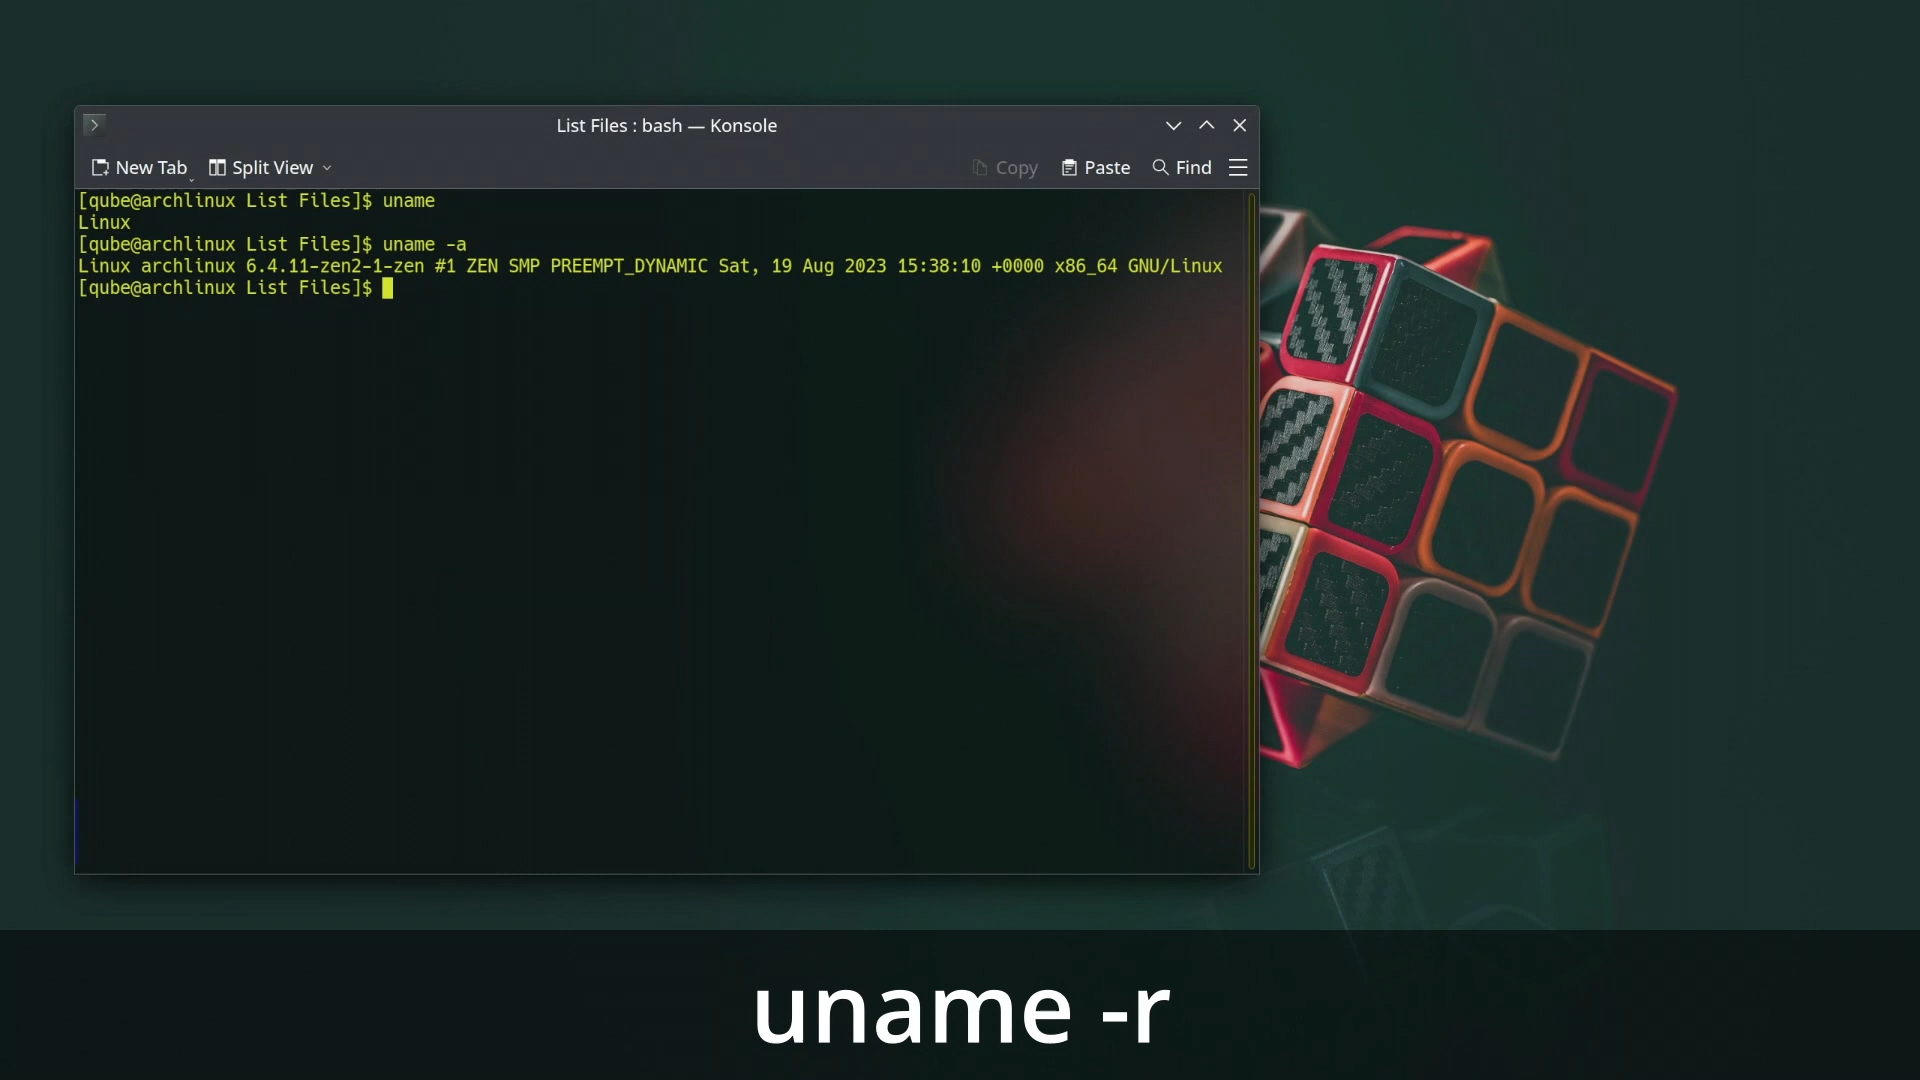 List Files : bash — Konsole
New Tab Split View Copy Paste Find
[qube@archlinux List Files]$ uname
Linux
[qube@archlinux List Files]$ uname -a
Linux archlinux 6.4.11-zen2-1-zen #1 ZEN SMP PREEMPT_DYNAMIC Sat, 19 Aug 2023 15:38:10 +0000 x86_64 GNU/Linux
[qube@archlinux List Files]$
uname -r